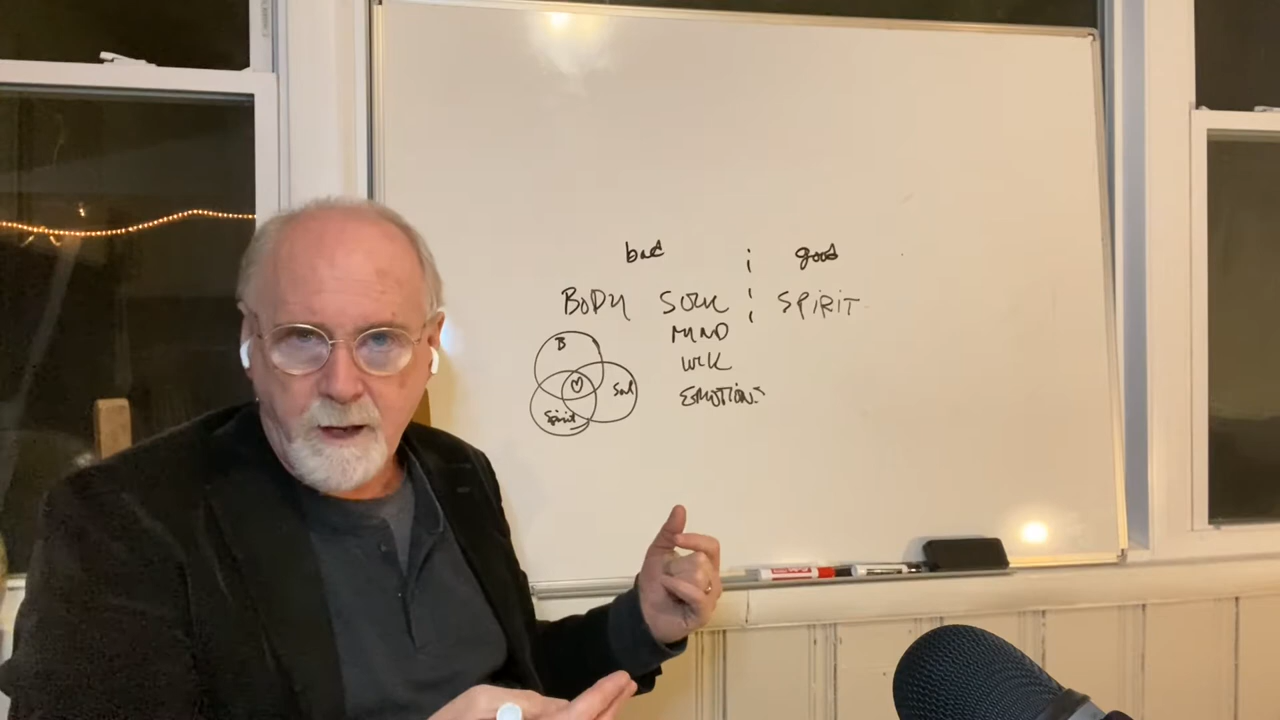 bad ¦ good
BODY SOUL ¦ SPIRIT
MIND
WILL
EMOTIONS
B
Soul
Spirit